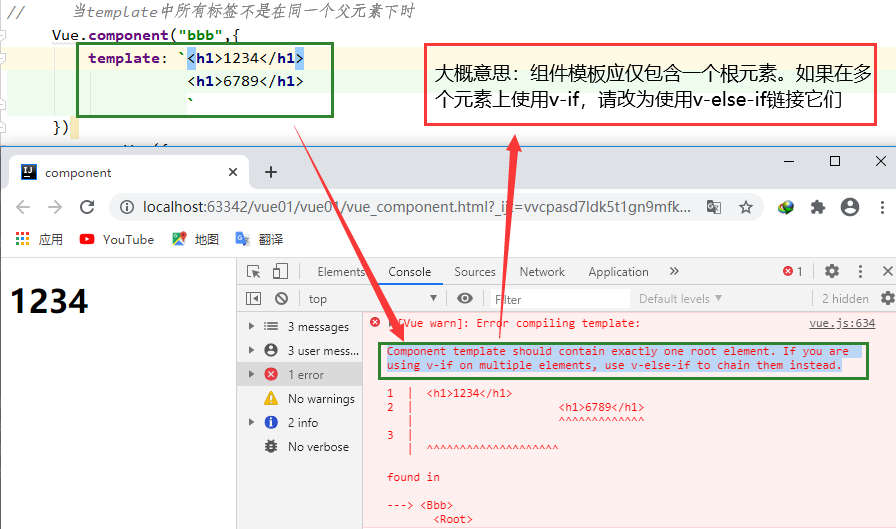 // 当template中所有标签不是在同一个父元素下时
Vue.component("bbb",{
template: `<h1>1234</h1>
<h1>6789</h1>
`
})
大概意思：组件模板应仅包含一个根元素。如果在多
个元素上使用v-if，请改为使用v-else-if链接它们
component
localhost:63342/vue01/vue01/vue_component.html?_ijt=vvcpasd7ldk5t1gn9mfk...
应用 YouTube 地图 翻译
1234
Elements Console Sources Network Application » 1
top Filter Default levels ▼ 2 hidden
3 messages
3 user mess...
1 error
No warnings
2 info
No verbose
[Vue warn]: Error compiling template: vue.js:634
Component template should contain exactly one root element. If you are
using v-if on multiple elements, use v-else-if to chain them instead.
1 | <h1>1234</h1>
2 | <h1>6789</h1>
| ^^^^^^^^^^^^^
3 |
| ^^^^^^^^^^^^^^^^^^^^
found in
---> <Bbb>
<Root>